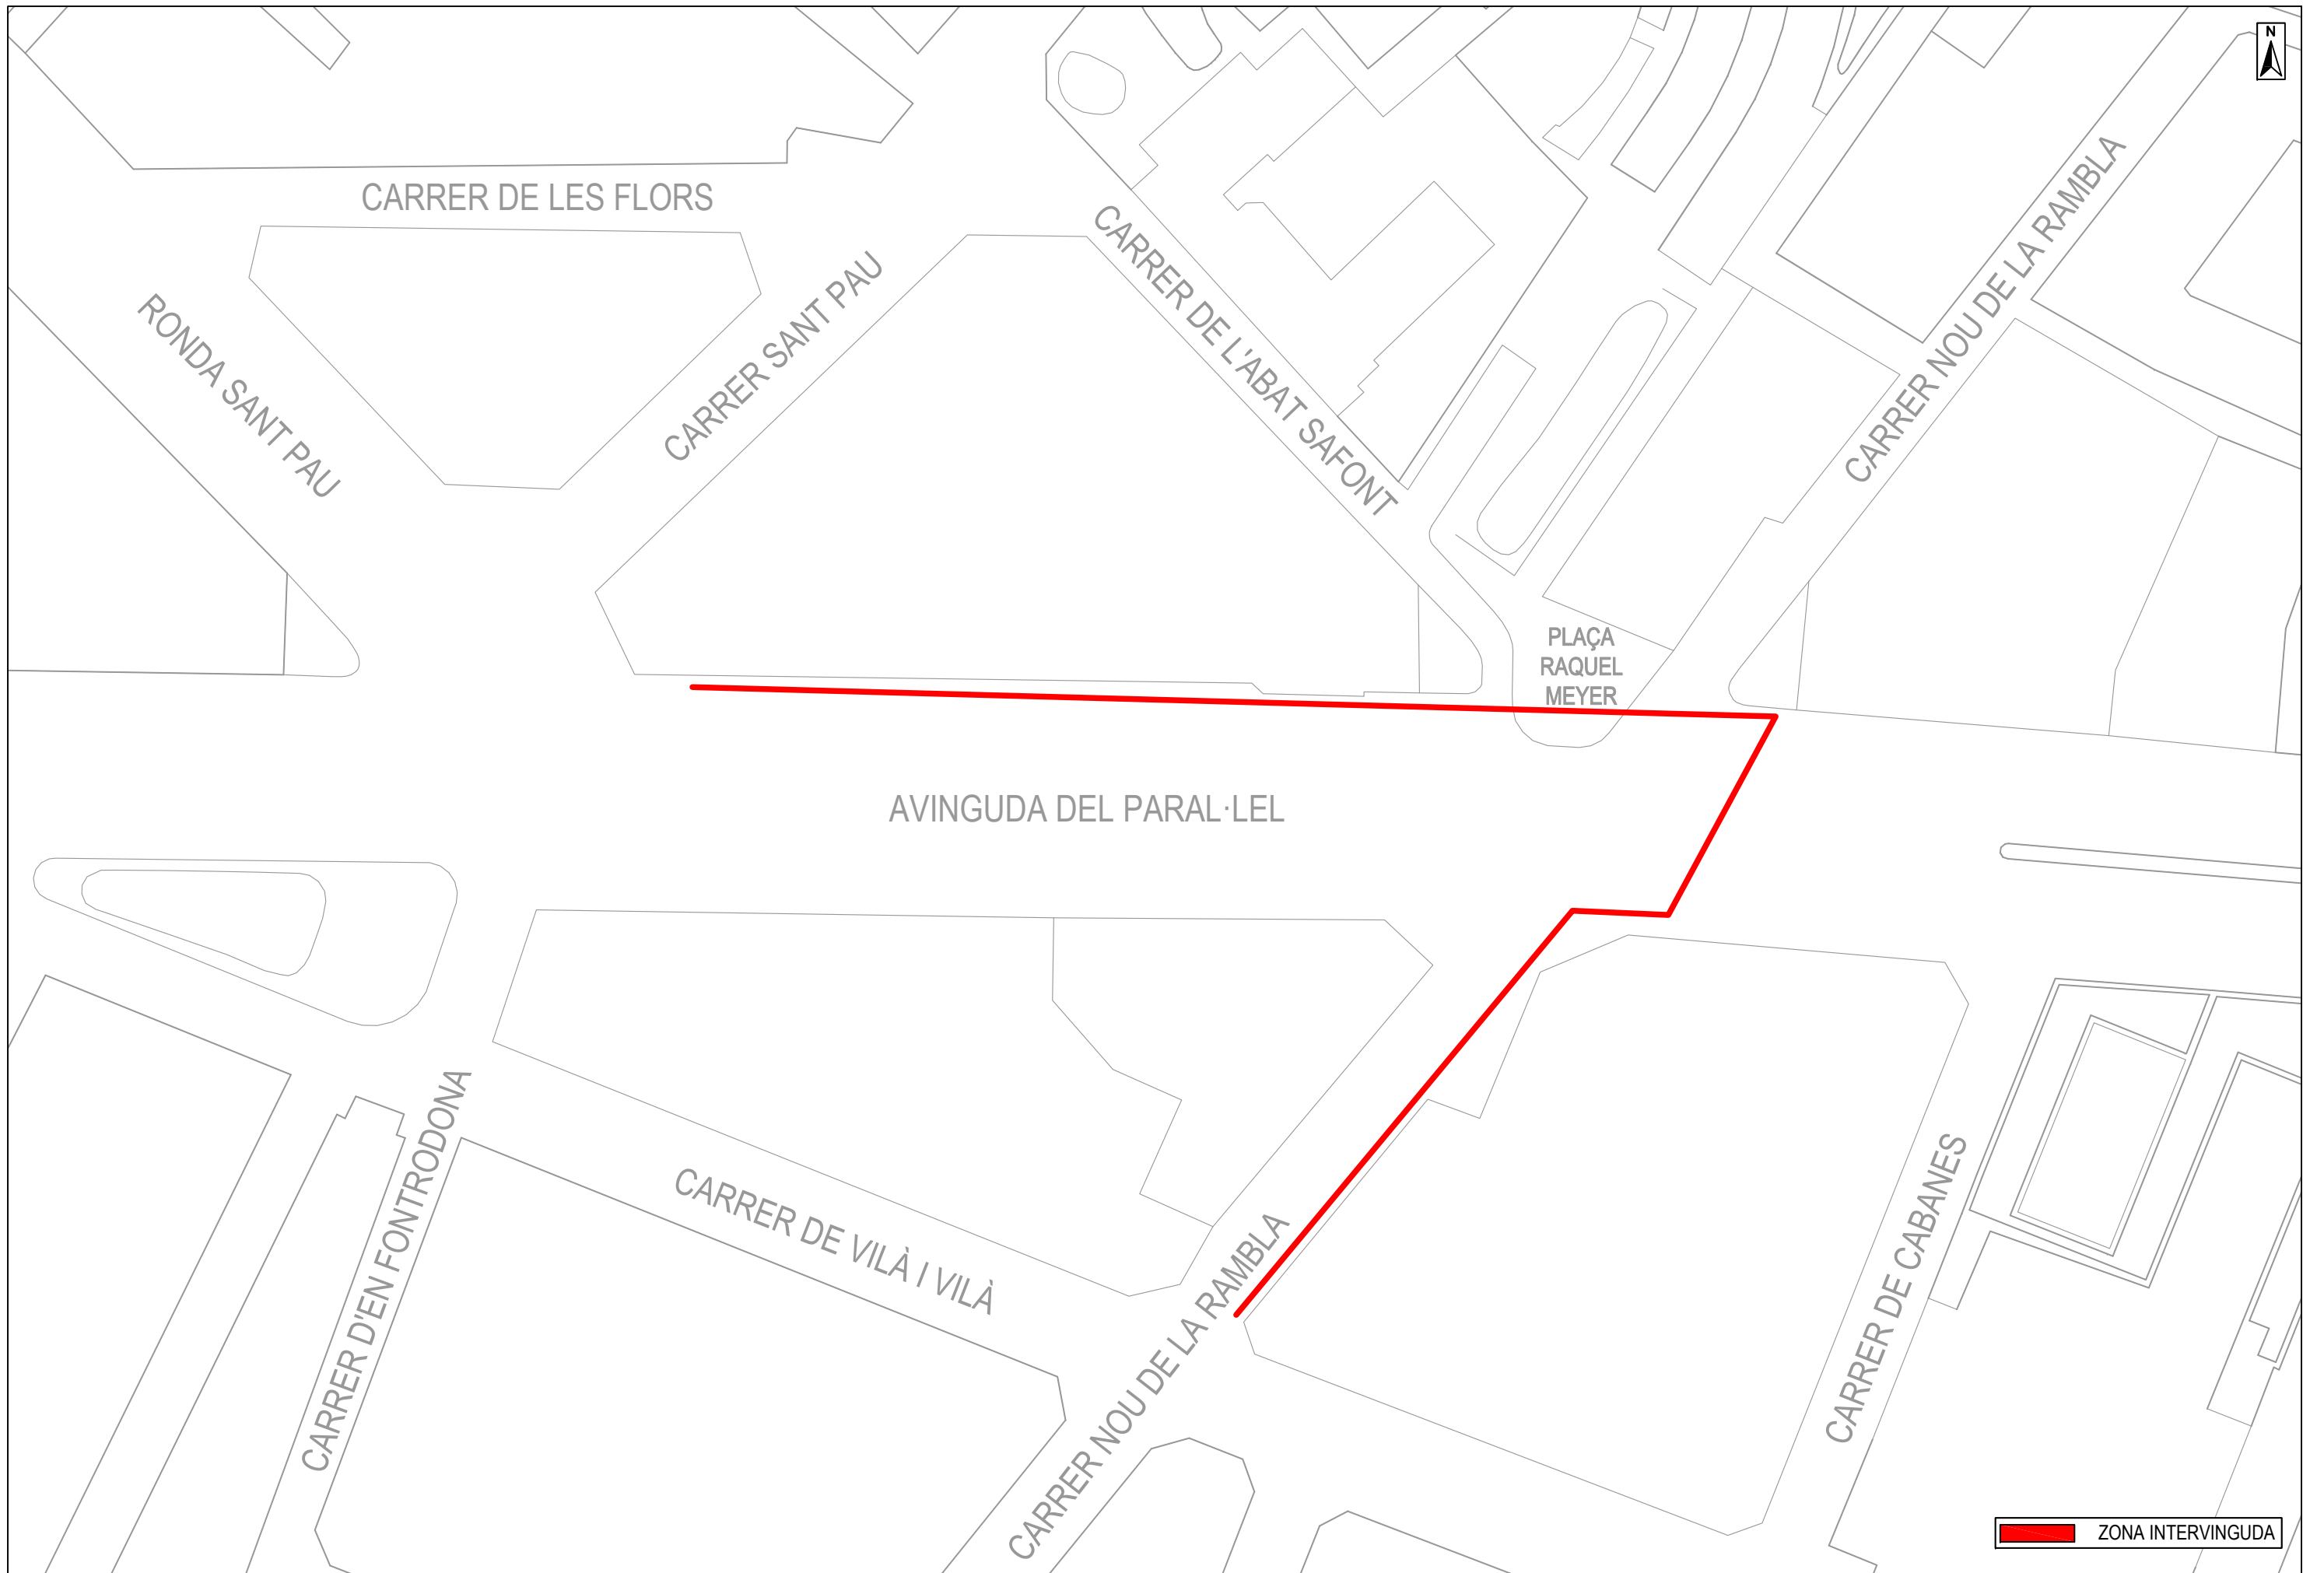 N
CARRER DE LES FLORS
RONDA SANT PAU
CARRER SANT PAU
CARRER DE L'ABAT SAFONT
CARRER NOU DE LA RAMBLA
PLAÇA
RAQUEL
MEYER
AVINGUDA DEL PARAL·LEL
CARRER D'EN FONTRODONA
CARRER DE VILÀ I VILÀ
CARRER NOU DE LA RAMBLA
CARRER DE CABANES
ZONA INTERVINGUDA